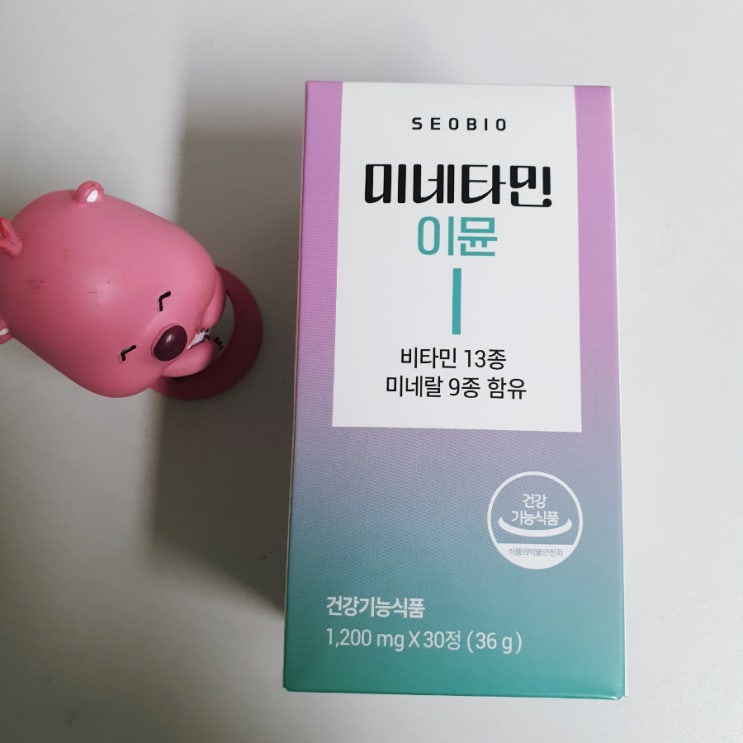 SEOBIO
미네타민
이뮨
비타민 13종
미네랄 9종 함유
건강
기능식품
식품의약품안전처
건강기능식품
1,200 mg X 30정 ( 36 g )